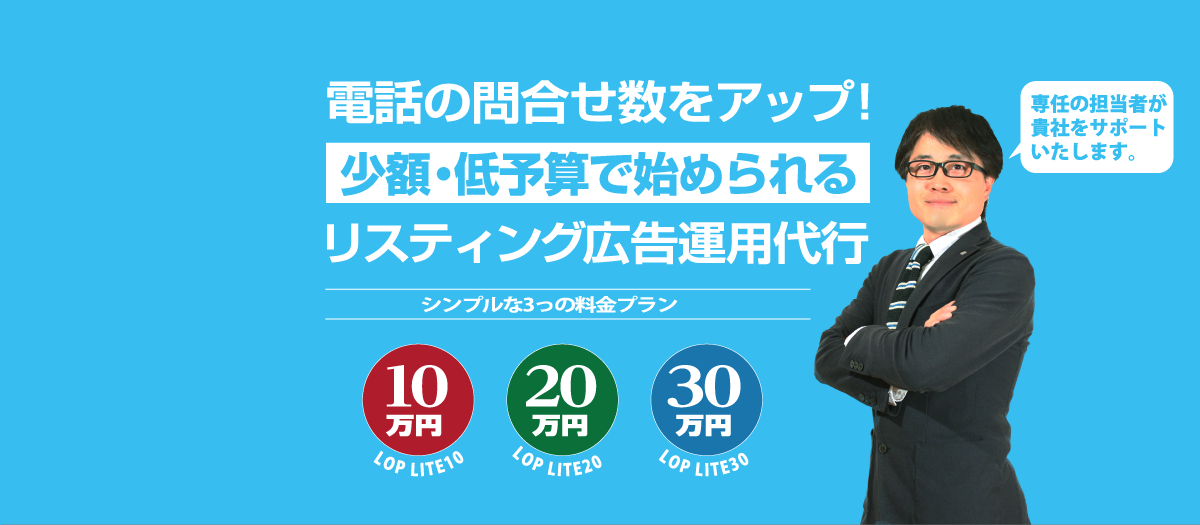 電話の問合せ数をアップ!
少額・低予算で始められる
リスティング広告運用代行
シンプルな3つの料金プラン
10
万円
LOP LITE10
20
万円
LOP LITE20
30
万円
LOP LITE30
専任の担当者が
貴社をサポート
いたします。